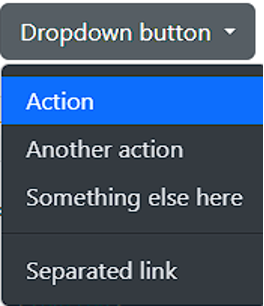 Dropdown button
Action
Another action
Something else here
Separated link